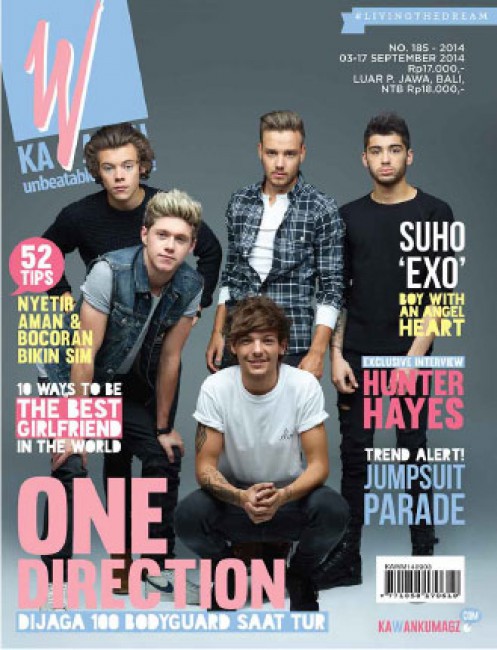 #LIVINGTHEDREAM
NO. 185 - 2014
03-17 SEPTEMBER 2014
Rp17.000,-
LUAR P. JAWA, BALI,
NTB Rp18.000,-
W
unbeatable
52
TIPS
NYETIR
AMAN &
BOCORAN
BIKIN SIM
10 WAYS TO BE
THE BEST
GIRLFRIEND
IN THE WORLD
SUHO
'EXO'
BOY WITH
AN ANGEL
HEART
EXCLUSIVE INTERVIEW
HUNTER
HAYES
TREND ALERT!
JUMPSUIT
PARADE
ONE
DIRECTION
DIJAGA 100 BODYGUARD SAAT TUR
KAWANKUMAGZ
.COM